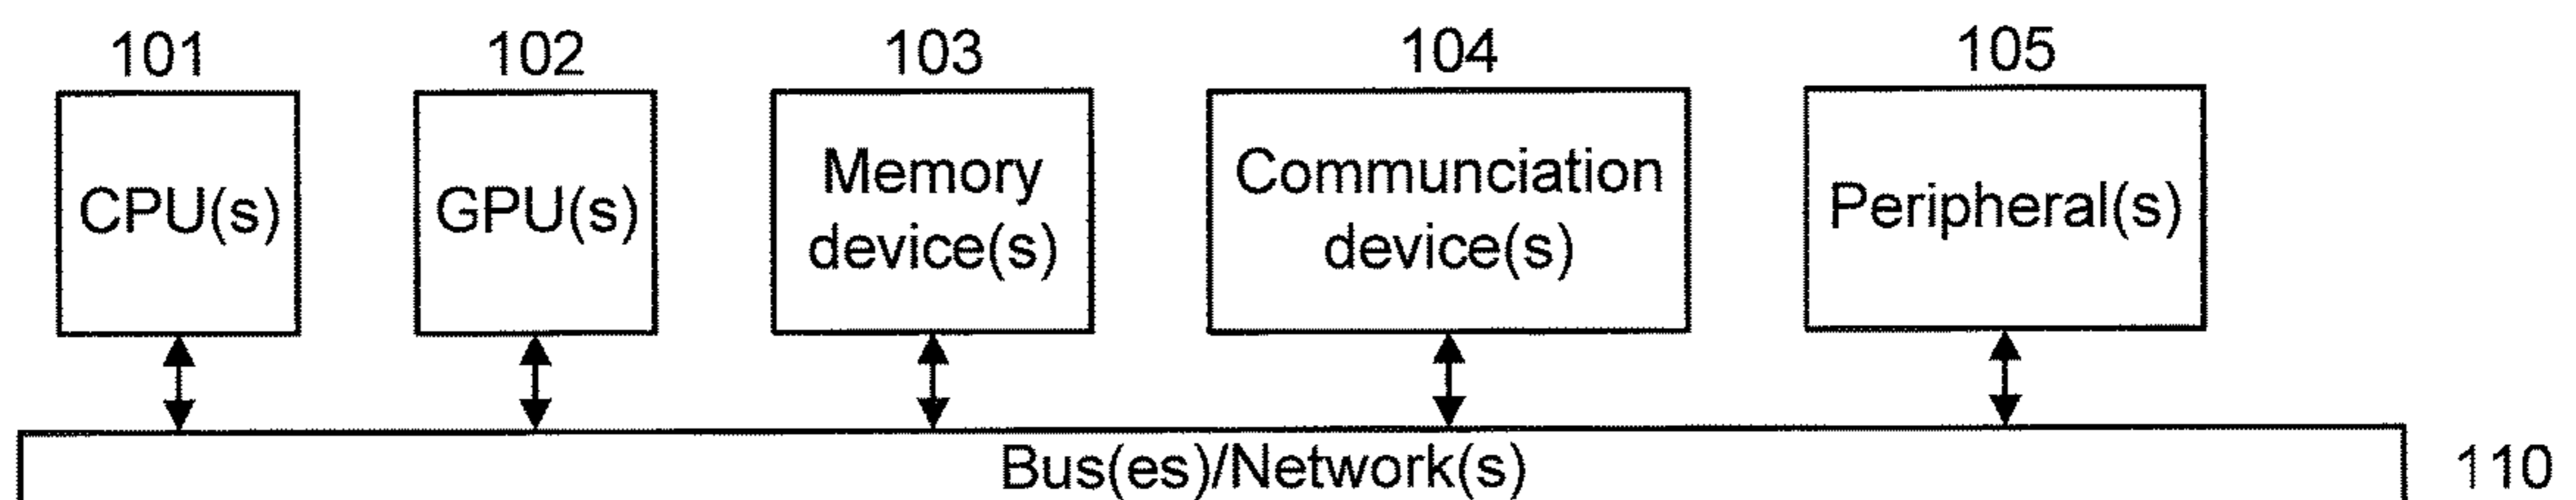 101
102
103
104
105
CPU(s)
GPU(s)
Memory
device(s)
Communciation
device(s)
Peripheral(s)
Bus(es)/Network(s)
110